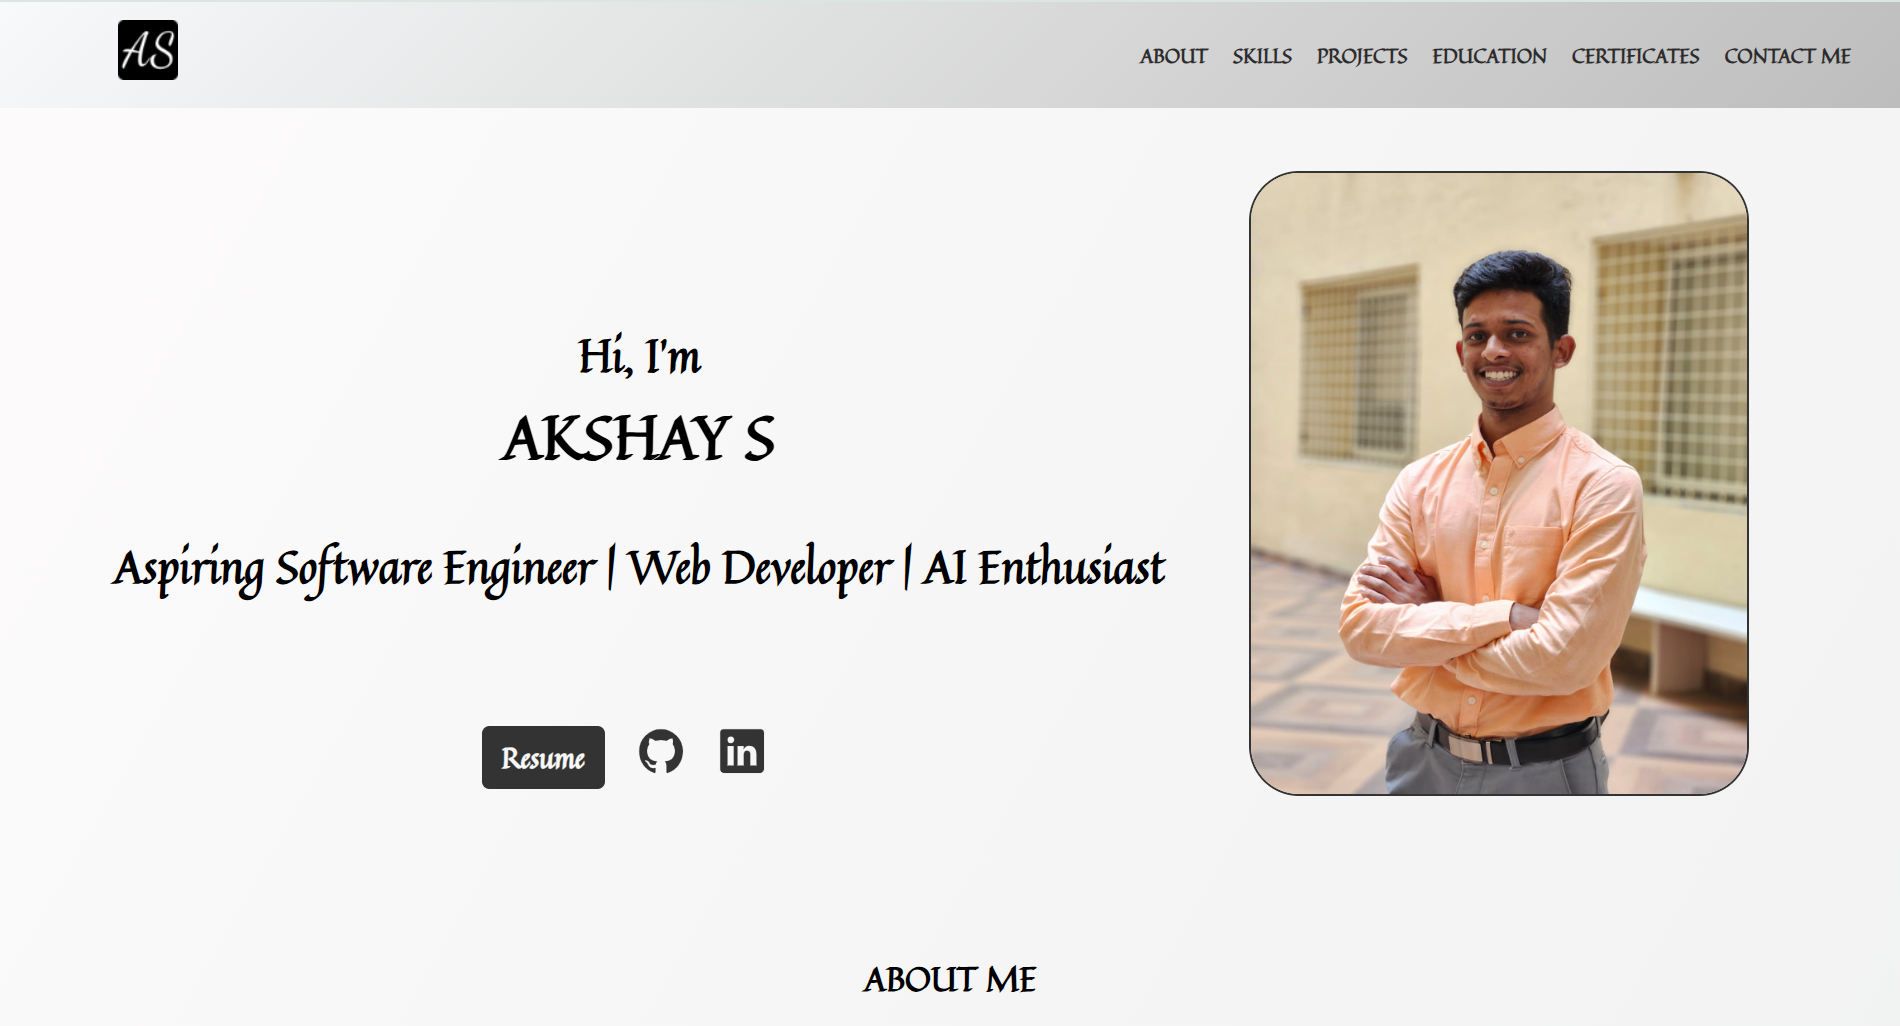 AS
ABOUT SKILLS PROJECTS EDUCATION CERTIFICATES CONTACT ME
Hi, I'm
AKSHAY S
Aspiring Software Engineer | Web Developer | AI Enthusiast
Resume
in
ABOUT ME